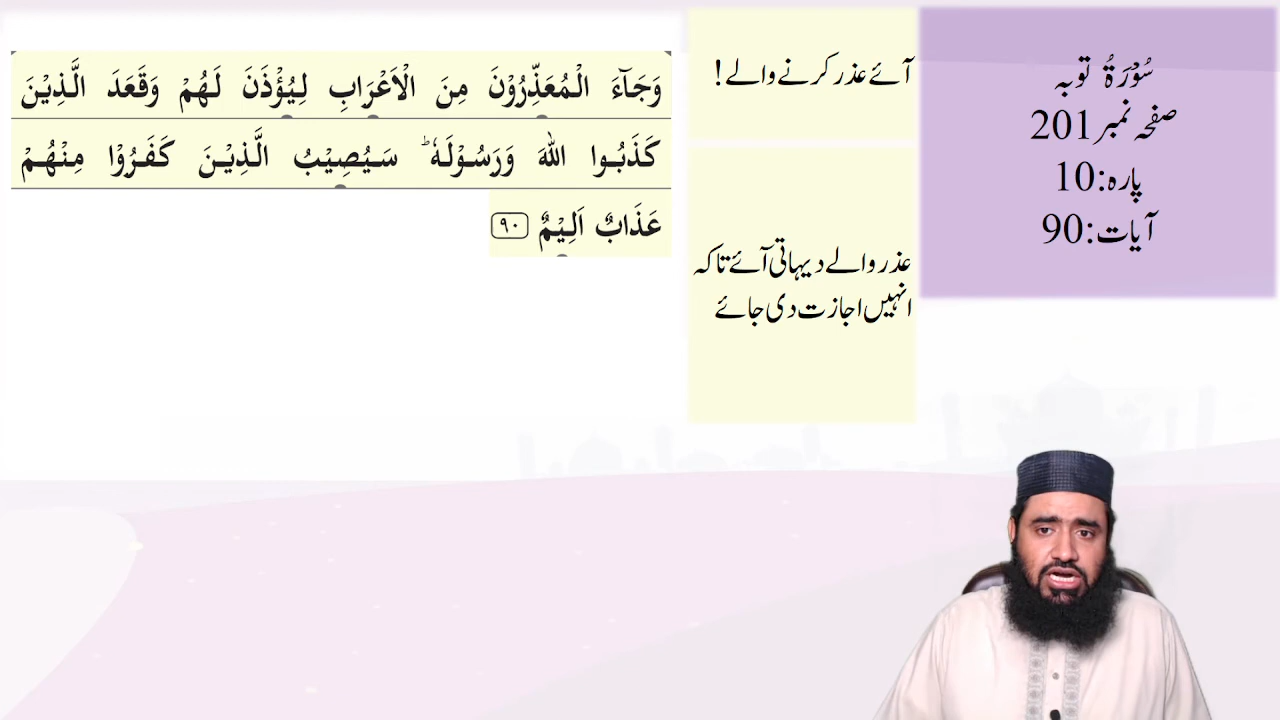 سُوْرَۃُ توبہ
صفحہ نمبر 201
پارہ:10
آیات:90
آئے عذر کرنے والے!
عذر والے دیہاتی آئے تاکہ
انہیں اجازت دی جائے
وَجَآءَ الْمُعَذِّرُوْنَ مِنَ الْاَعْرَابِ لِيُؤْذَنَ لَهُمْ وَقَعَدَ الَّذِيْنَ
كَذَبُوا اللهَ وَرَسُوْلَهٗ ؕ سَيُصِيْبُ الَّذِيْنَ كَفَرُوْا مِنْهُمْ
عَذَابٌ اَلِيْمٌ ٩٠